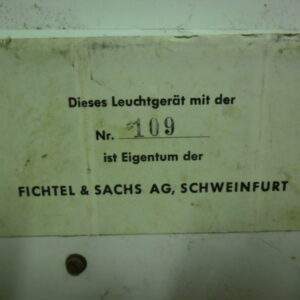 Dieses Leuchtgerät mit der
Nr. 109
ist Eigentum der
FICHTEL & SACHS AG, SCHWEINFURT